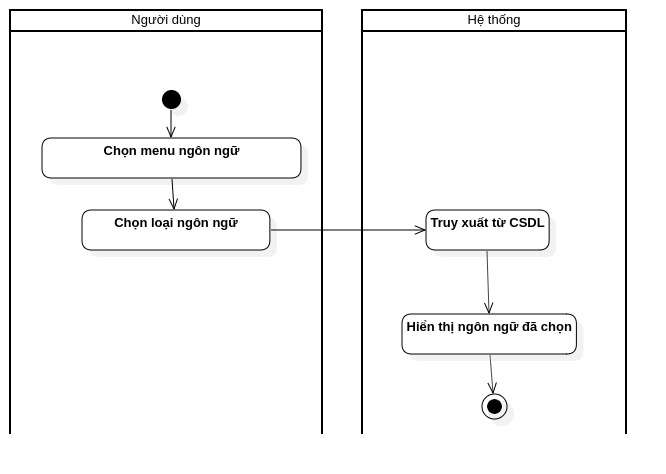 Người dùng
Hệ thống
Chọn menu ngôn ngữ
Chọn loại ngôn ngữ
Truy xuất từ CSDL
Hiển thị ngôn ngữ đã chọn